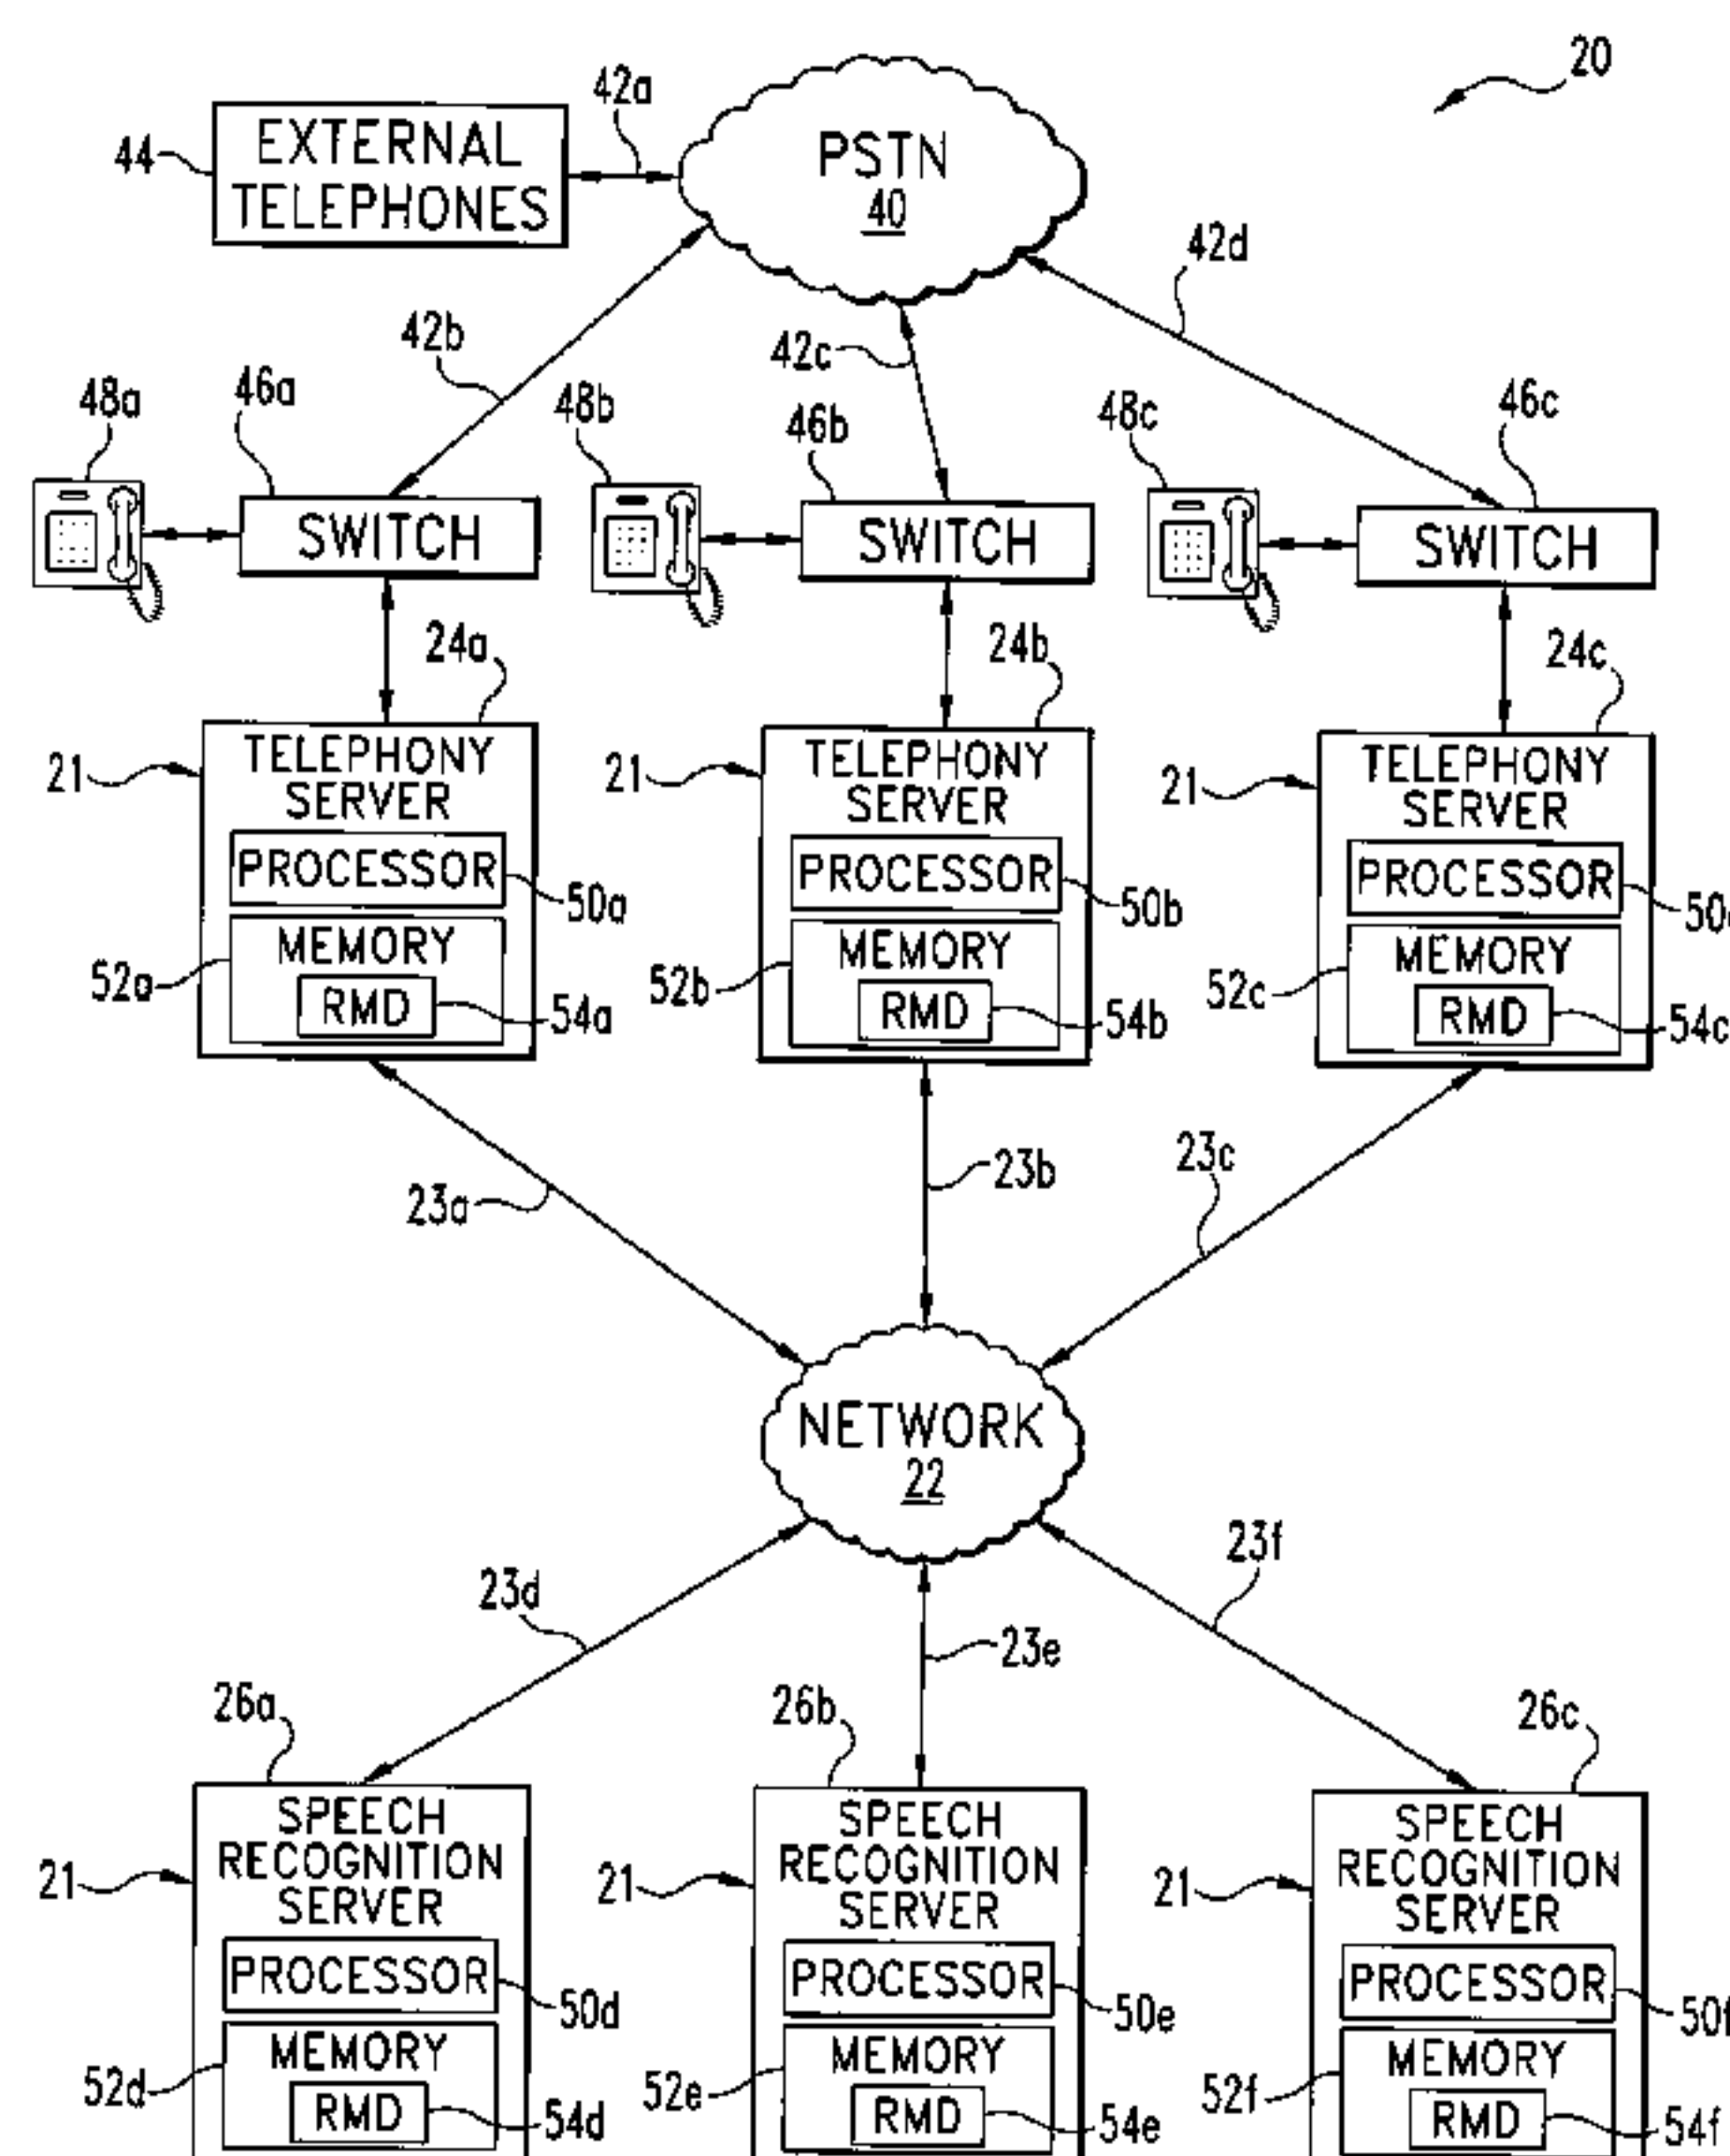 20
42a
44
EXTERNAL
TELEPHONES
PSTN
40
42d
42b
42c
48a
46a
48b
46b
48c
46c
SWITCH
SWITCH
SWITCH
24a
24b
24c
21
TELEPHONY
SERVER
21
TELEPHONY
SERVER
21
TELEPHONY
SERVER
PROCESSOR
50a
PROCESSOR
50b
PROCESSOR
52a
MEMORY
RMD
54a
52b
MEMORY
RMD
54b
52c
MEMORY
RMD
54c
23a
23b
23c
NETWORK
22
23d
23e
23f
26a
26b
26c
21
SPEECH
RECOGNITION
SERVER
21
SPEECH
RECOGNITION
SERVER
21
SPEECH
RECOGNITION
SERVER
PROCESSOR
50d
PROCESSOR
50e
PROCESSOR
50f
52d
MEMORY
RMD
54d
52e
MEMORY
RMD
54e
52f
MEMORY
RMD
54f